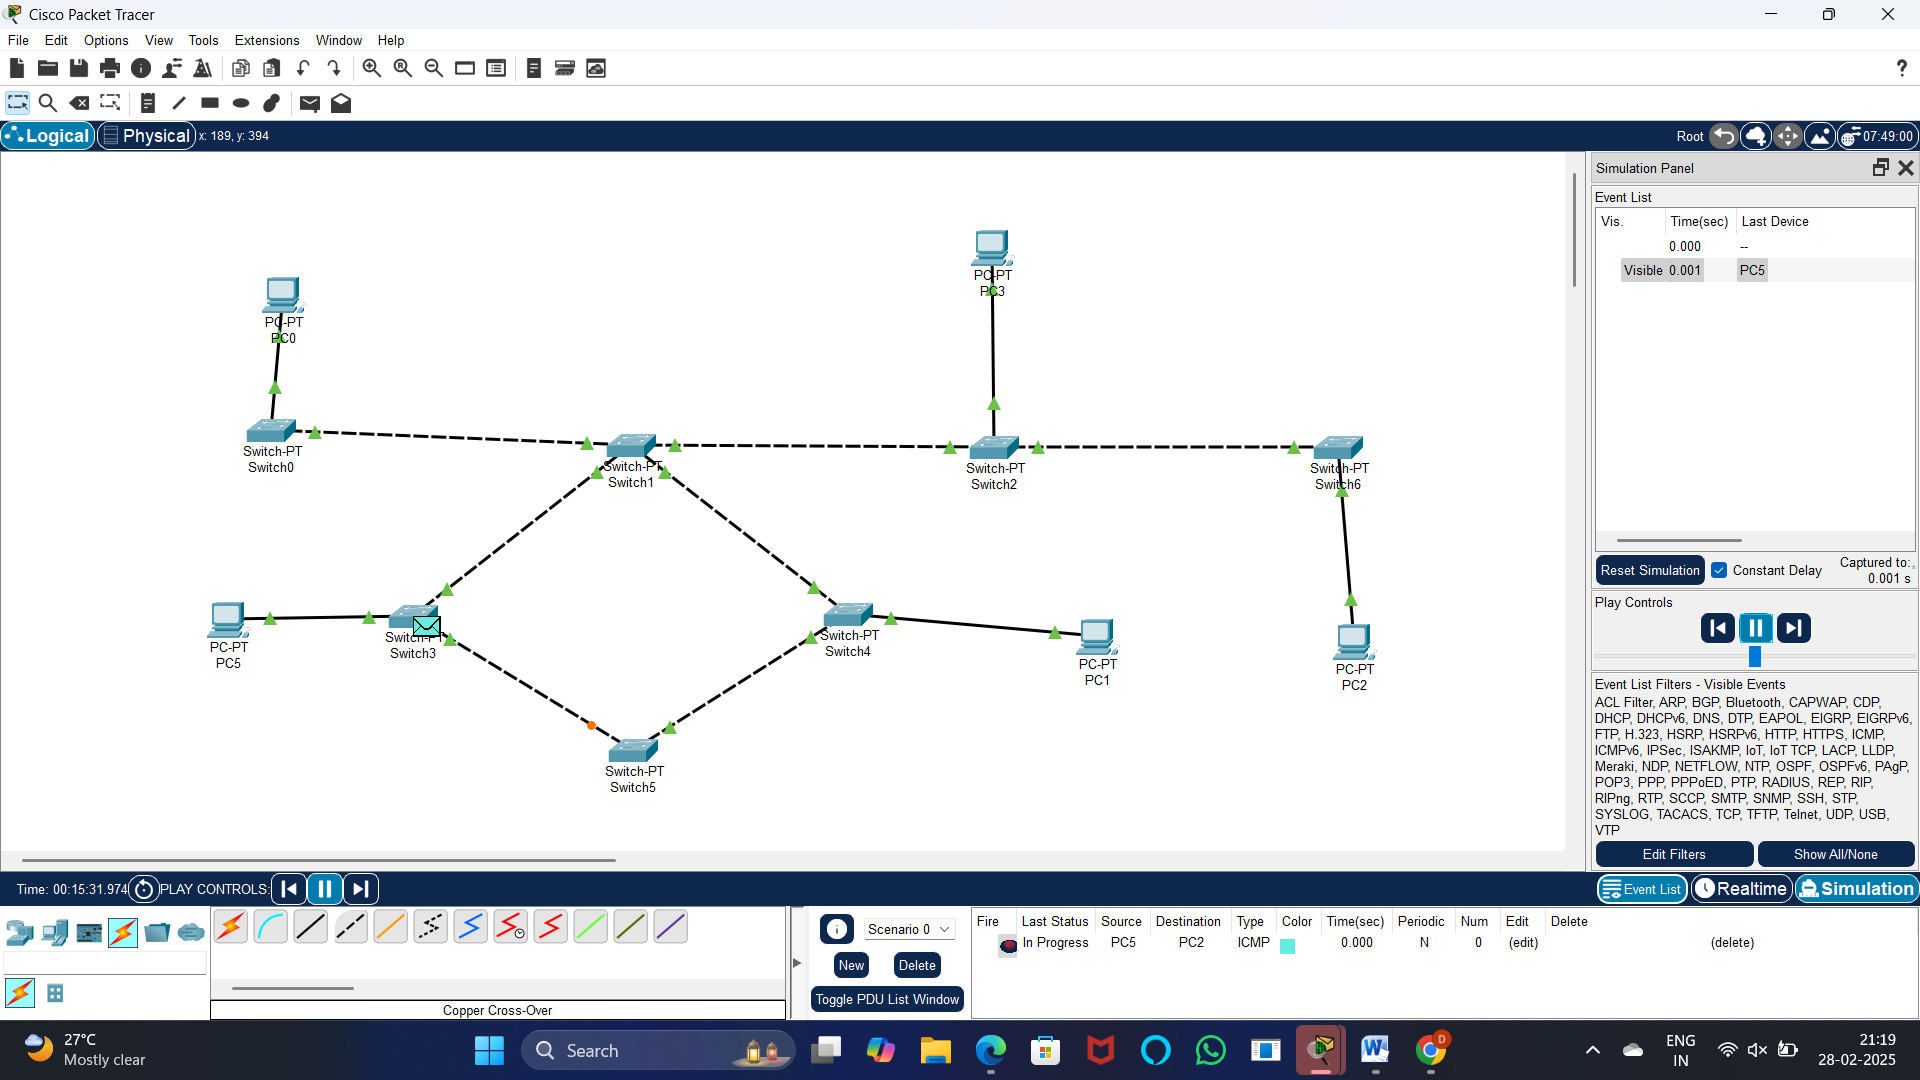 Cisco Packet Tracer
File Edit Options View Tools Extensions Window Help
?
Logical Physical x: 189, y: 394 Root 07:49:00
Simulation Panel
Event List
Vis. Time(sec) Last Device
0.000 --
Visible 0.001 PC5
PC-PT
PC3
PC-PT
PC0
Switch-PT
Switch0
Switch-PT
Switch1
Switch-PT
Switch2
Switch-PT
Switch6
Reset Simulation Constant Delay Captured to:
0.001 s
Play Controls
PC-PT
PC5
Switch-PT
Switch3
Switch-PT
Switch4
PC-PT
PC1
PC-PT
PC2
Switch-PT
Switch5
Event List Filters - Visible Events
ACL Filter, ARP, BGP, Bluetooth, CAPWAP, CDP,
DHCP, DHCPv6, DNS, DTP, EAPOL, EIGRP, EIGRPv6,
FTP, H.323, HSRP, HSRPv6, HTTP, HTTPS, ICMP,
ICMPv6, IPSec, ISAKMP, IoT, IoT TCP, LACP, LLDP,
Meraki, NDP, NETFLOW, NTP, OSPF, OSPFv6, PAgP,
POP3, PPP, PPPoED, PTP, RADIUS, REP, RIP,
RIPng, RTP, SCCP, SMTP, SNMP, SSH, STP,
SYSLOG, TACACS, TCP, TFTP, Telnet, UDP, USB,
VTP
Edit Filters Show All/None
Time: 00:15:31.974 PLAY CONTROLS: Event List Realtime Simulation
Scenario 0
New Delete
Toggle PDU List Window
Fire Last Status Source Destination Type Color Time(sec) Periodic Num Edit Delete
In Progress PC5 PC2 ICMP 0.000 N 0 (edit) (delete)
Copper Cross-Over
27°C
Mostly clear
Search
D
ENG
IN
21:19
28-02-2025